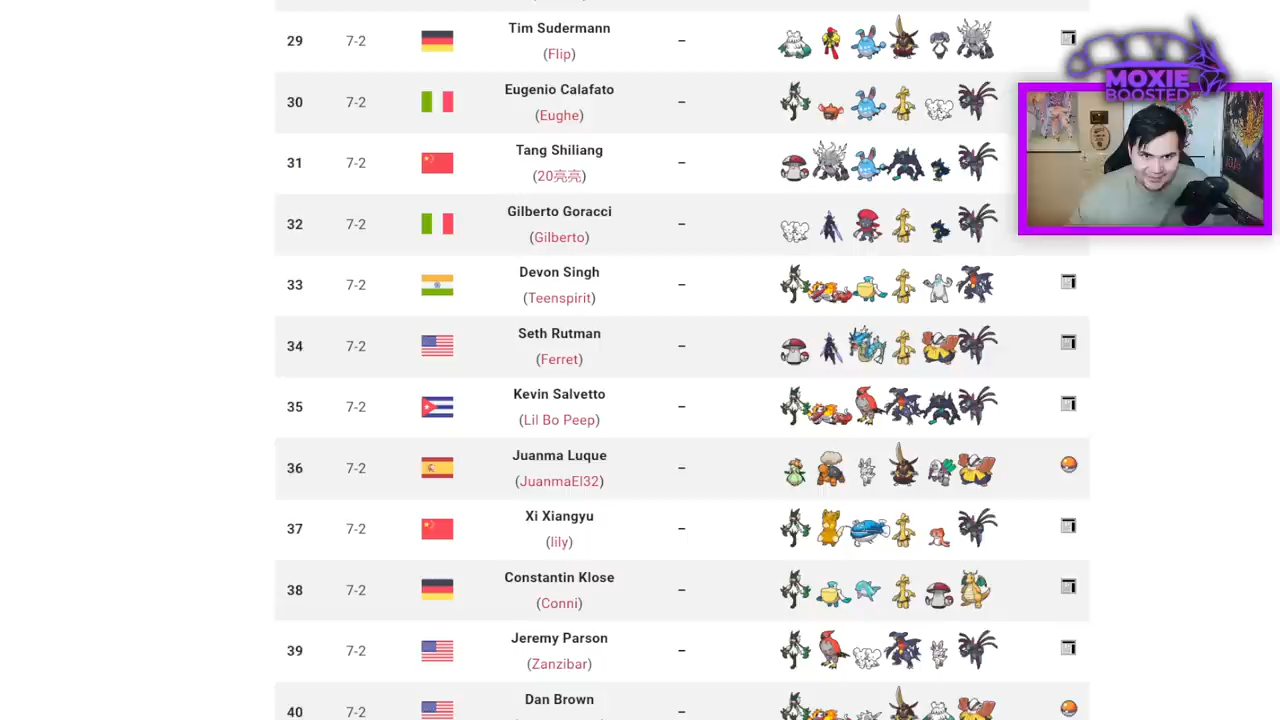 29 7-2 Tim Sudermann –
(Flip)
30 7-2 Eugenio Calafato –
(Eughe)
31 7-2 Tang Shiliang –
(20亮亮)
32 7-2 Gilberto Goracci –
(Gilberto)
33 7-2 Devon Singh –
(Teenspirit)
34 7-2 Seth Rutman –
(Ferret)
35 7-2 Kevin Salvetto –
(Lil Bo Peep)
36 7-2 Juanma Luque –
(JuanmaEl32)
37 7-2 Xi Xiangyu –
(lily)
38 7-2 Constantin Klose –
(Conni)
39 7-2 Jeremy Parson –
(Zanzibar)
40 7-2 Dan Brown –
MOXIE
BOOSTED